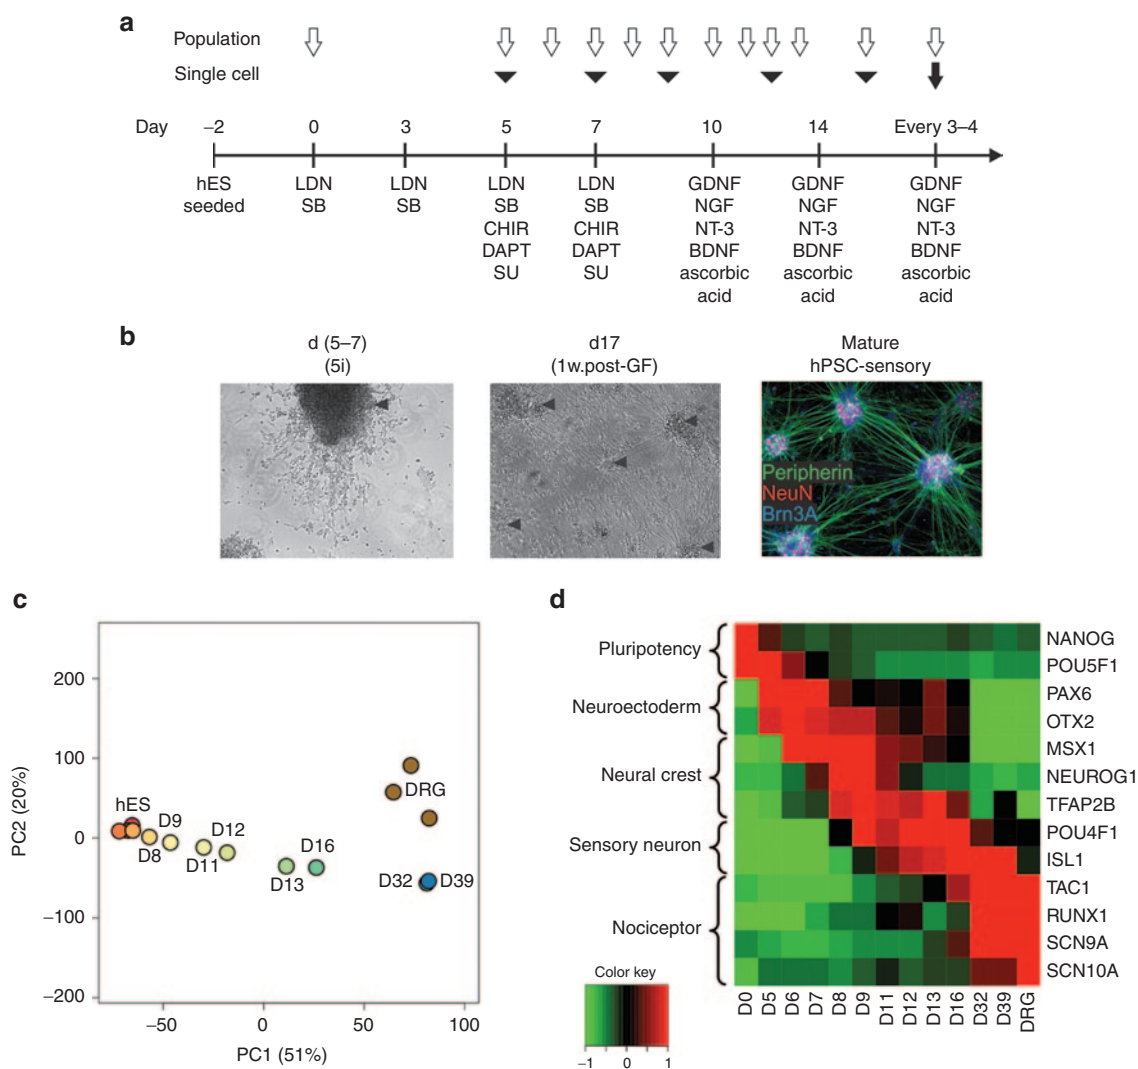 a
Population
Single cell
Day −2 0 3 5 7 10 14 Every 3–4
hES LDN LDN LDN LDN GDNF GDNF GDNF
seeded SB SB SB SB NGF NGF NGF
CHIR CHIR NT-3 NT-3 NT-3
DAPT DAPT BDNF BDNF BDNF
SU SU ascorbic ascorbic ascorbic
acid acid acid
b
d (5–7) d17 Mature
(5i) (1w.post-GF) hPSC-sensory
Peripherin
NeuN
Brn3A
c
PC2 (20%)
200
100
0
−100
−200
hES
D8
D9
D11
D12
D13
D16
DRG
D32
D39
−50 0 50 100
PC1 (51%)
d
Pluripotency
Neuroectoderm
Neural crest
Sensory neuron
Nociceptor
NANOG
POU5F1
PAX6
OTX2
MSX1
NEUROG1
TFAP2B
POU4F1
ISL1
TAC1
RUNX1
SCN9A
SCN10A
D0 D5 D6 D7 D8 D9 D11 D12 D13 D16 D32 D39 DRG
Color key
−1 0 1